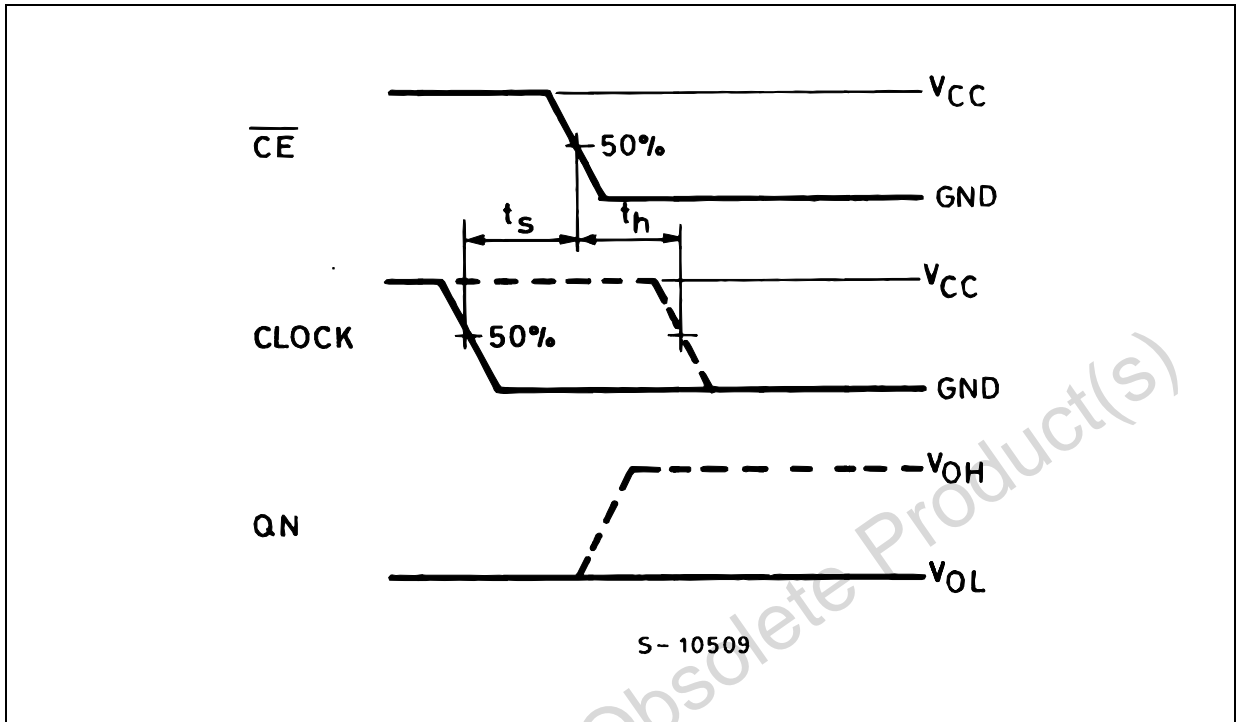 VCC
CE
50%
GND
ts
th
VCC
CLOCK
50%
GND
VOH
QN
VOL
S-10509
Obsolete Product(s)